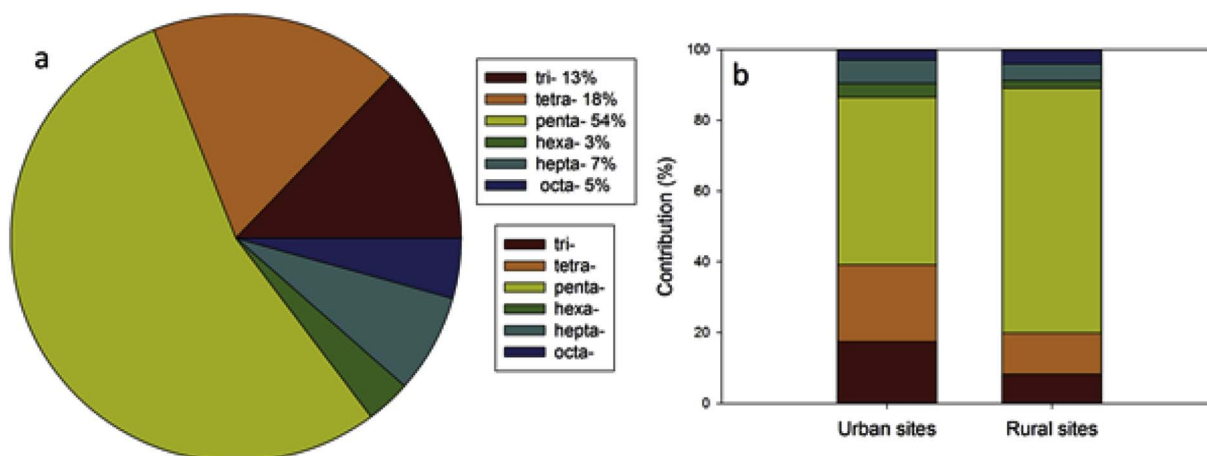 a
tri- 13%
tetra- 18%
penta- 54%
hexa- 3%
hepta- 7%
octa- 5%
tri-
tetra-
penta-
hexa-
hepta-
octa-
b
Contribution (%)
100
80
60
40
20
0
Urban sites
Rural sites